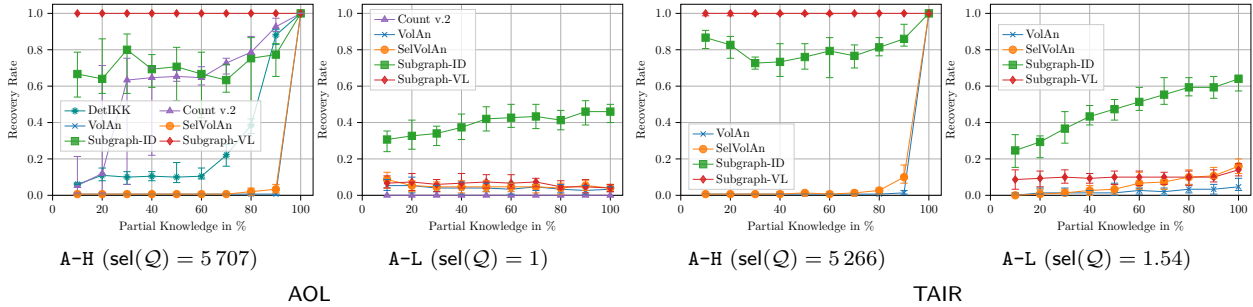 1.0
0.8
0.6
0.4
0.2
0.0
Recovery Rate
DetIKK
VolAn
Subgraph-ID
Count v.2
SelVolAn
Subgraph-VL
0 20 40 60 80 100
Partial Knowledge in %
A-H (sel(𝒬) = 5 707)
1.0
0.8
0.6
0.4
0.2
0.0
Recovery Rate
Count v.2
VolAn
SelVolAn
Subgraph-ID
Subgraph-VL
0 20 40 60 80 100
Partial Knowledge in %
A-L (sel(𝒬) = 1)
AOL
1.0
0.8
0.6
0.4
0.2
0.0
Recovery Rate
VolAn
SelVolAn
Subgraph-ID
Subgraph-VL
0 20 40 60 80 100
Partial Knowledge in %
A-H (sel(𝒬) = 5 266)
1.0
0.8
0.6
0.4
0.2
0.0
Recovery Rate
VolAn
SelVolAn
Subgraph-ID
Subgraph-VL
0 20 40 60 80 100
Partial Knowledge in %
A-L (sel(𝒬) = 1.54)
TAIR